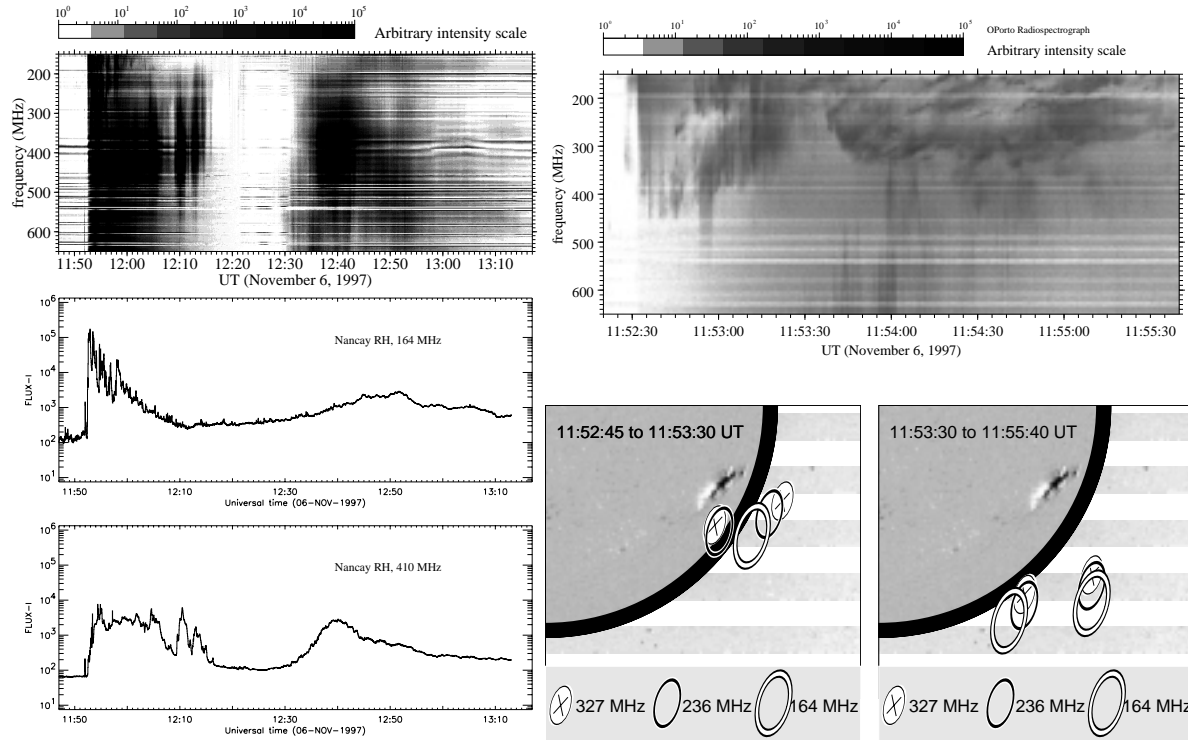 10^0 10^1 10^2 10^3 10^4 10^5
Arbitrary intensity scale
frequency (MHz)
200
300
400
500
600
11:50 12:00 12:10 12:20 12:30 12:40 12:50 13:00 13:10
UT (November 6, 1997)
10^0 10^1 10^2 10^3 10^4 10^5
OPorto Radiospectrograph
Arbitrary intensity scale
frequency (MHz)
200
300
400
500
600
11:52:30 11:53:00 11:53:30 11:54:00 11:54:30 11:55:00 11:55:30
UT (November 6, 1997)
10^6
10^5
10^4
10^3
10^2
10^1
FLUX-I
Nancay RH, 164 MHz
11:50 12:10 12:30 12:50 13:10
Universal time (06-NOV-1997)
10^6
10^5
10^4
10^3
10^2
10^1
FLUX-I
Nancay RH, 410 MHz
11:50 12:10 12:30 12:50 13:10
Universal time (06-NOV-1997)
11:52:45 to 11:53:30 UT
327 MHz 236 MHz 164 MHz
11:53:30 to 11:55:40 UT
327 MHz 236 MHz 164 MHz